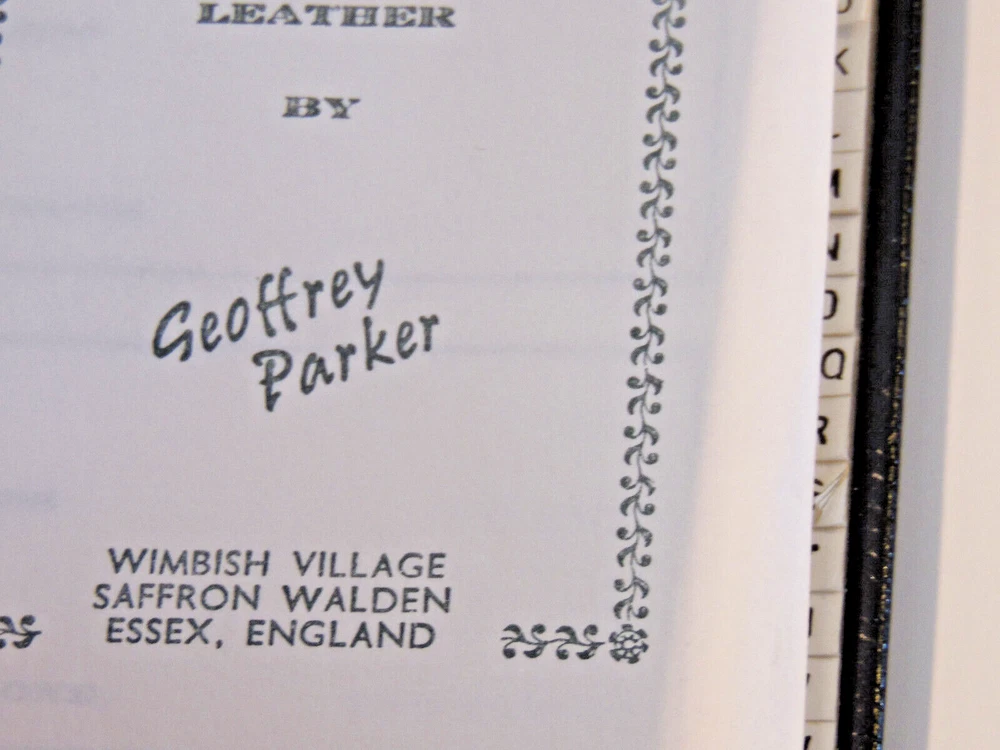 LEATHER
BY
Geoffrey
Parker
WIMBISH VILLAGE
SAFFRON WALDEN
ESSEX, ENGLAND
K
M
N
O
Q
R
S